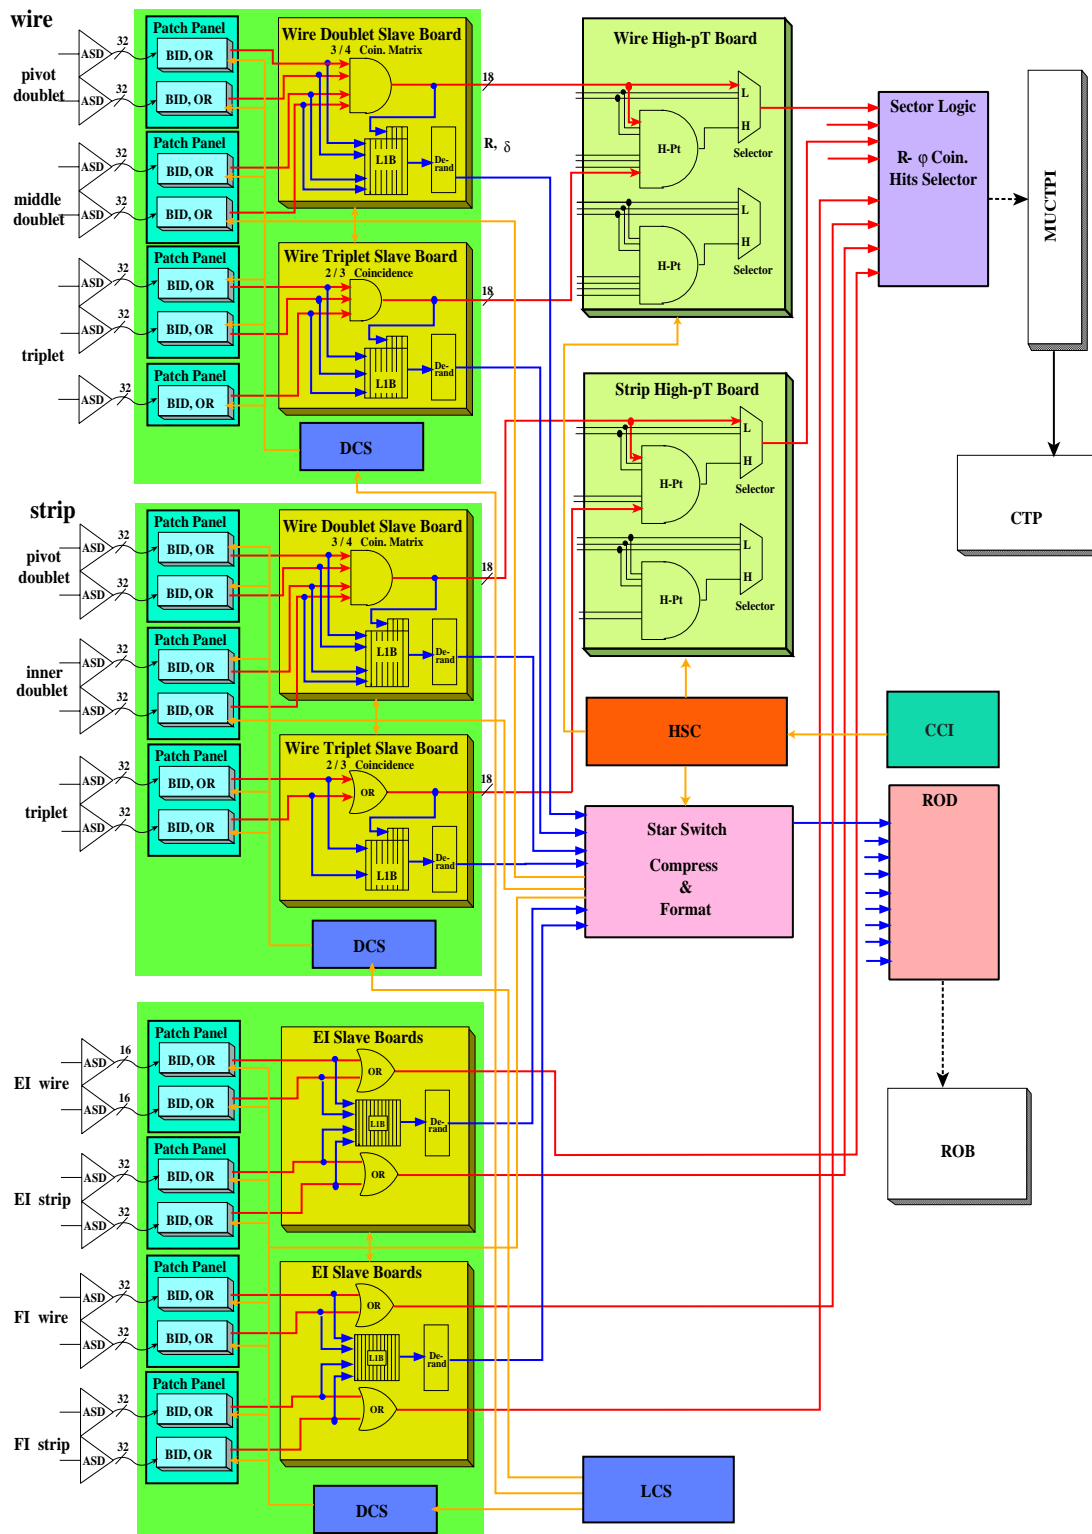 wire
ASD 32
pivot
doublet
ASD 32
Patch Panel
BID, OR
BID, OR
Wire Doublet Slave Board
3 / 4 Coin. Matrix
L1B
De-
rand
18
R, δ
ASD 32
middle
doublet
ASD 32
Patch Panel
BID, OR
BID, OR
ASD 32
ASD 32
triplet
ASD 32
Patch Panel
BID, OR
BID, OR
Patch Panel
BID, OR
Wire Triplet Slave Board
2 / 3 Coincidence
L1B
De-
rand
18
DCS
Wire High-pT Board
H-Pt
L
H
Selector
H-Pt
L
H
Selector
Sector Logic
R- φ Coin.
Hits Selector
MUCTPI
CTP
Strip High-pT Board
H-Pt
L
H
Selector
H-Pt
L
H
Selector
strip
ASD 32
pivot
doublet
ASD 32
Patch Panel
BID, OR
BID, OR
Wire Doublet Slave Board
3 / 4 Coin. Matrix
L1B
De-
rand
18
ASD 32
inner
doublet
ASD 32
Patch Panel
BID, OR
BID, OR
ASD 32
triplet
ASD 32
Patch Panel
BID, OR
BID, OR
Wire Triplet Slave Board
2 / 3 Coincidence
OR
L1B
De-
rand
18
DCS
HSC
CCI
Star Switch
Compress
&
Format
ROD
ROB
ASD 16
EI wire
ASD 16
Patch Panel
BID, OR
BID, OR
EI Slave Boards
OR
L1B
De-
rand
OR
ASD 32
EI strip
ASD 32
Patch Panel
BID, OR
BID, OR
ASD 32
FI wire
ASD 32
Patch Panel
BID, OR
BID, OR
EI Slave Boards
OR
L1B
De-
rand
OR
ASD 32
FI strip
ASD 32
Patch Panel
BID, OR
BID, OR
DCS
LCS